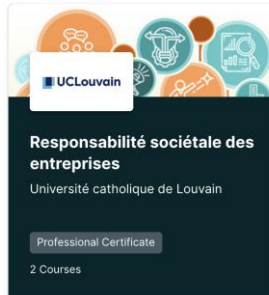 UCLouvain
Responsabilité sociétale des
entreprises
Université catholique de Louvain
Professional Certificate
2 Courses